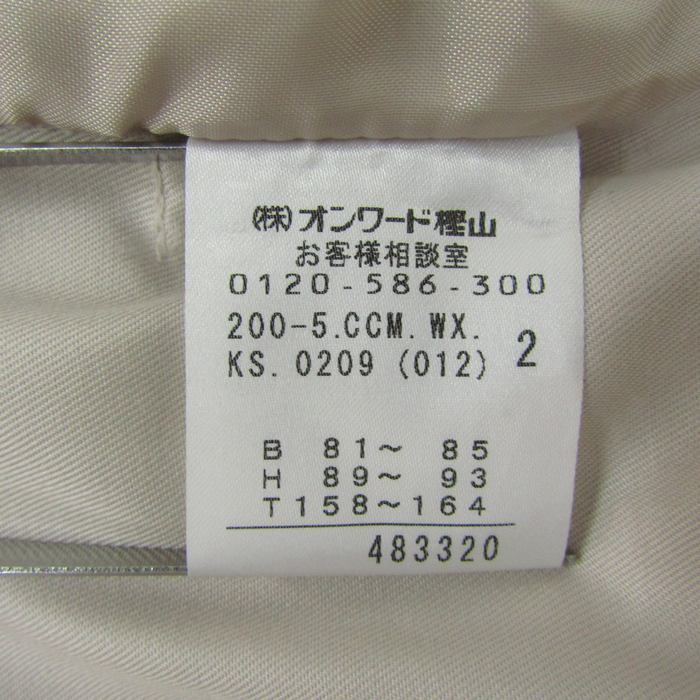 (株)オンワード樫山
お客様相談室
0120-586-300
200-5.CCM.WX.
KS.0209 (012) 2
B 81～ 85
H 89～ 93
T158～164
483320